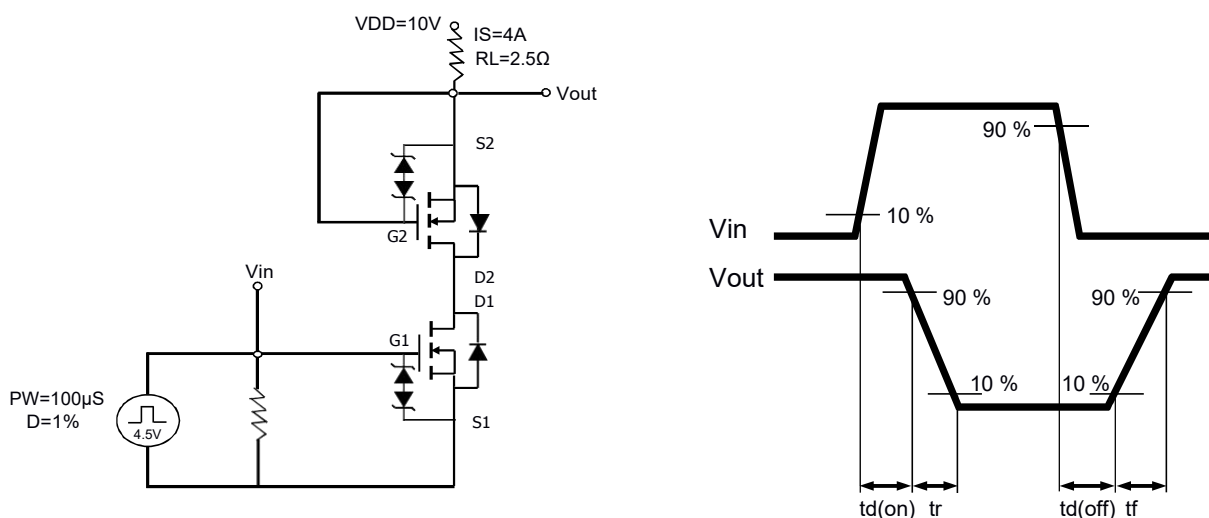 VDD=10V
IS=4A
RL=2.5Ω
Vout
S2
G2
D2
D1
Vin
G1
S1
PW=100µS
D=1%
4.5V
90 %
10 %
Vin
Vout
90 %
90 %
10 %
10 %
td(on) tr td(off) tf